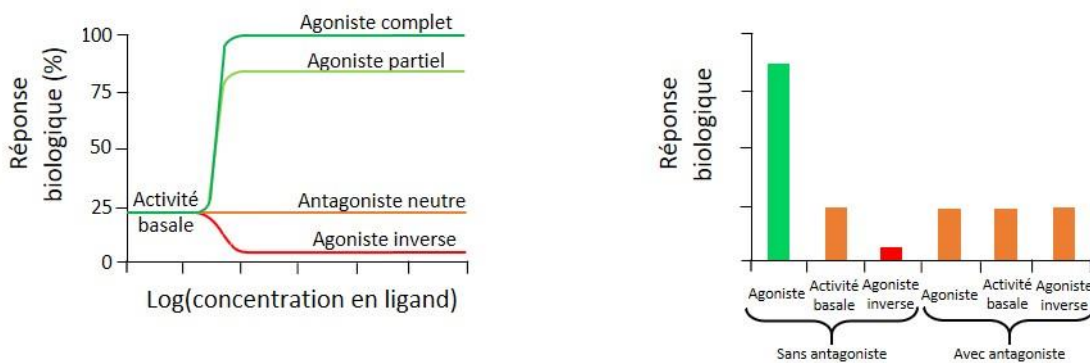 Réponse
biologique (%)
100
75
50
25
0
Agoniste complet
Agoniste partiel
Activité
basale
Antagoniste neutre
Agoniste inverse
Log(concentration en ligand)
Réponse
biologique
Agoniste
Activité
basale
Agoniste
inverse
Agoniste
Activité
basale
Agoniste
inverse
Sans antagoniste
Avec antagoniste